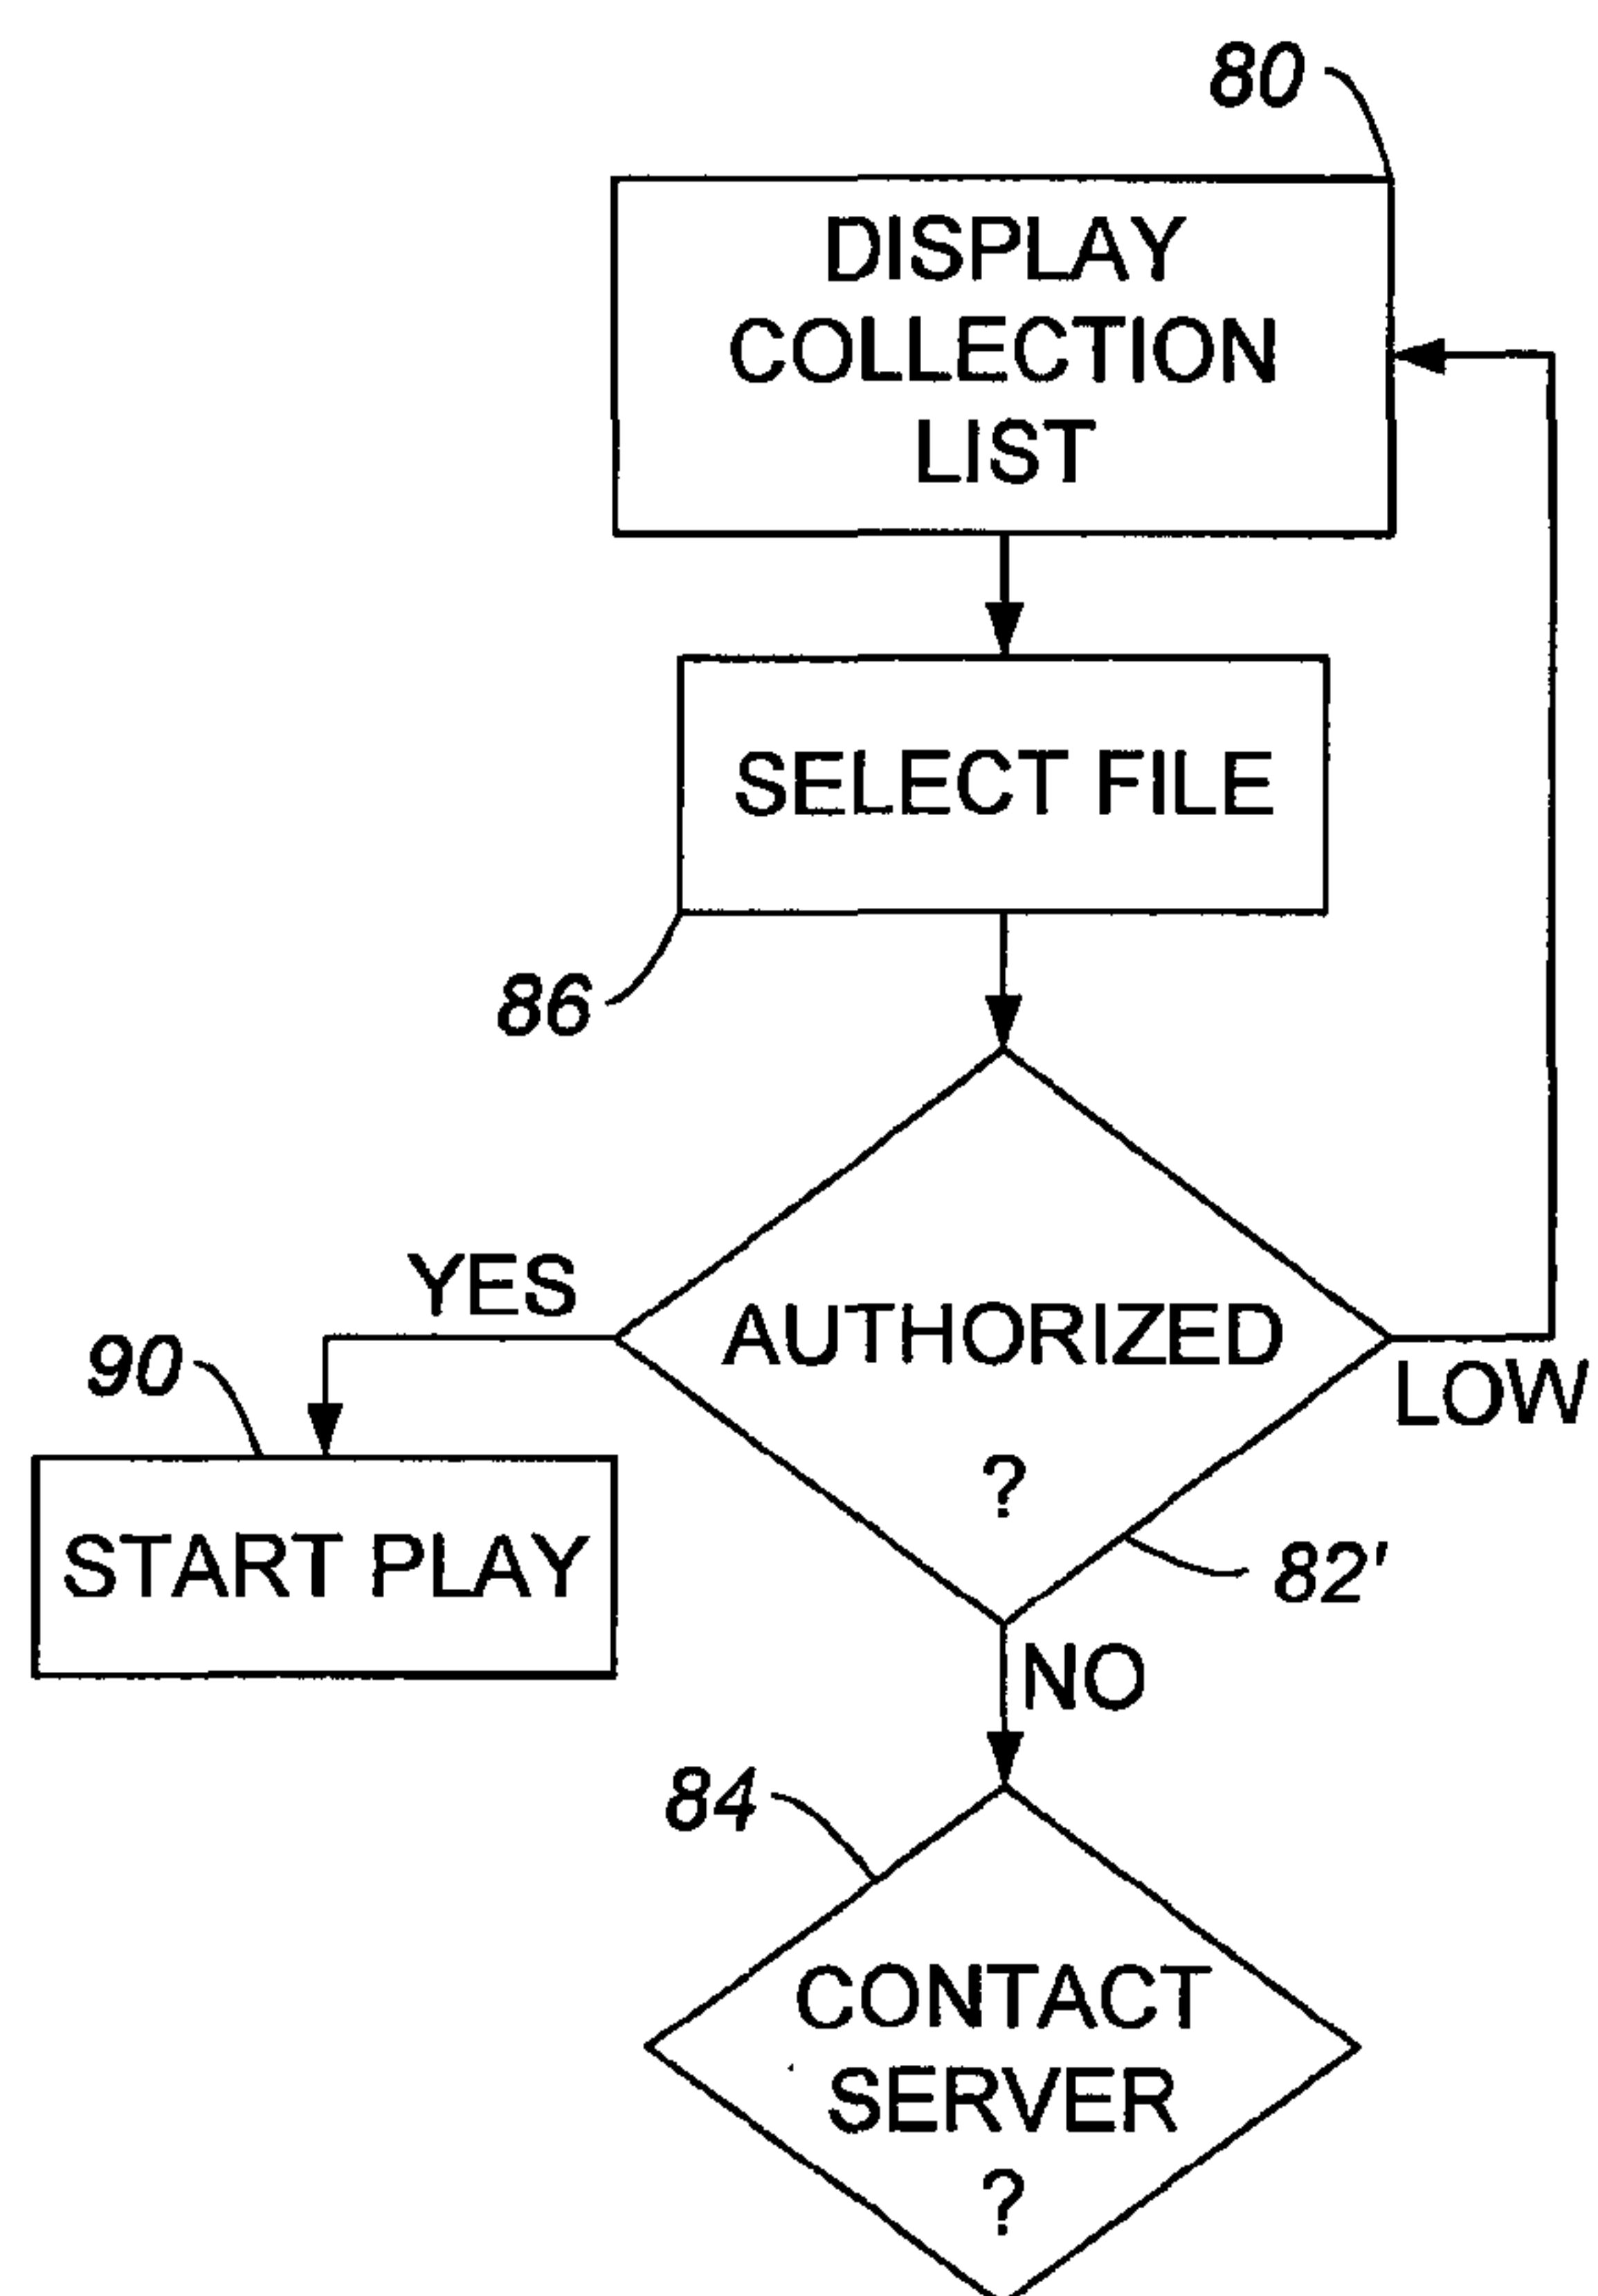 80
DISPLAY
COLLECTION
LIST
SELECT FILE
86
YES
AUTHORIZED
?
LOW
90
START PLAY
82'
NO
84
CONTACT
SERVER
?